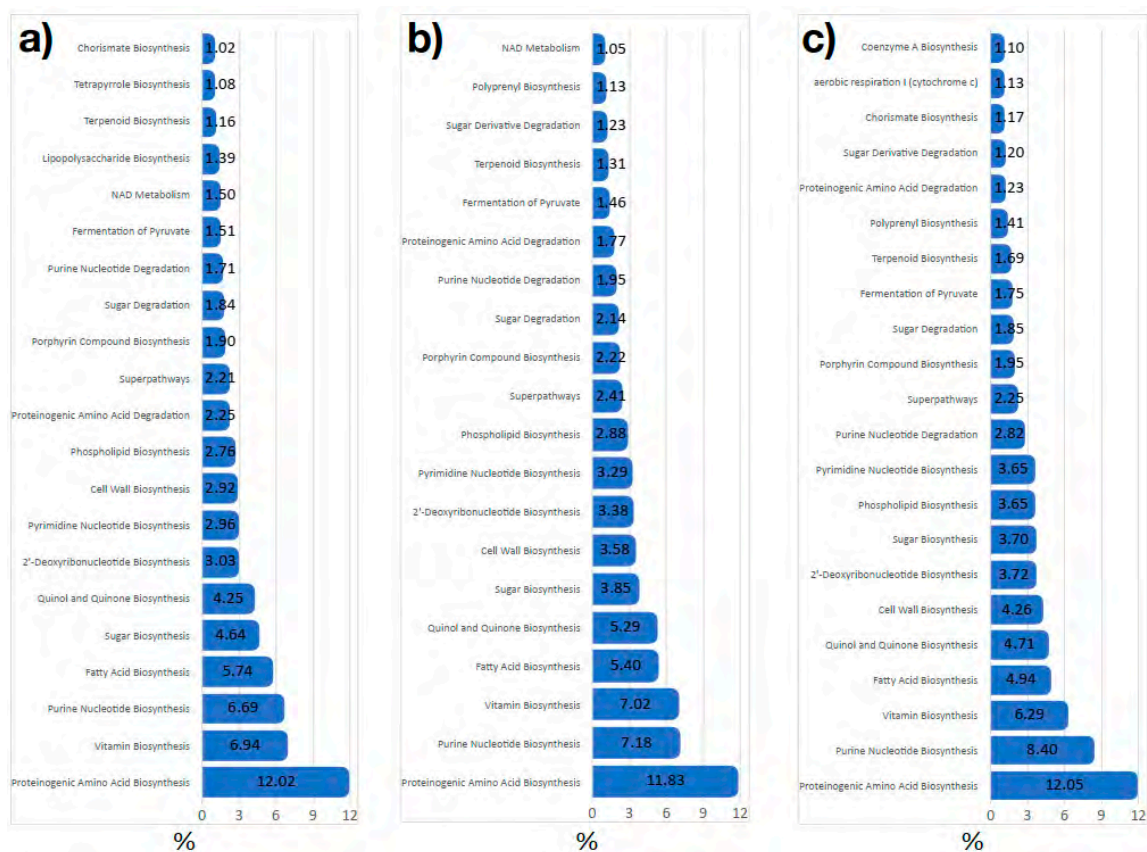 a)
Chorismate Biosynthesis 1.02
Tetrapyrrole Biosynthesis 1.08
Terpenoid Biosynthesis 1.16
Lipopolysaccharide Biosynthesis 1.39
NAD Metabolism 1.50
Fermentation of Pyruvate 1.51
Purine Nucleotide Degradation 1.71
Sugar Degradation 1.84
Porphyrin Compound Biosynthesis 1.90
Superpathways 2.21
Proteinogenic Amino Acid Degradation 2.25
Phospholipid Biosynthesis 2.76
Cell Wall Biosynthesis 2.92
Pyrimidine Nucleotide Biosynthesis 2.96
2'-Deoxyribonucleotide Biosynthesis 3.03
Quinol and Quinone Biosynthesis 4.25
Sugar Biosynthesis 4.64
Fatty Acid Biosynthesis 5.74
Purine Nucleotide Biosynthesis 6.69
Vitamin Biosynthesis 6.94
Proteinogenic Amino Acid Biosynthesis 12.02
0 3 6 9 12
%
b)
NAD Metabolism 1.05
Polyprenyl Biosynthesis 1.13
Sugar Derivative Degradation 1.23
Terpenoid Biosynthesis 1.31
Fermentation of Pyruvate 1.46
Proteinogenic Amino Acid Degradation 1.77
Purine Nucleotide Degradation 1.95
Sugar Degradation 2.14
Porphyrin Compound Biosynthesis 2.22
Superpathways 2.41
Phospholipid Biosynthesis 2.88
Pyrimidine Nucleotide Biosynthesis 3.29
2'-Deoxyribonucleotide Biosynthesis 3.38
Cell Wall Biosynthesis 3.58
Sugar Biosynthesis 3.85
Quinol and Quinone Biosynthesis 5.29
Fatty Acid Biosynthesis 5.40
Vitamin Biosynthesis 7.02
Purine Nucleotide Biosynthesis 7.18
Proteinogenic Amino Acid Biosynthesis 11.83
0 3 6 9 12
%
c)
Coenzyme A Biosynthesis 1.10
aerobic respiration I (cytochrome c) 1.13
Chorismate Biosynthesis 1.17
Sugar Derivative Degradation 1.20
Proteinogenic Amino Acid Degradation 1.23
Polyprenyl Biosynthesis 1.41
Terpenoid Biosynthesis 1.69
Fermentation of Pyruvate 1.75
Sugar Degradation 1.85
Porphyrin Compound Biosynthesis 1.95
Superpathways 2.25
Purine Nucleotide Degradation 2.82
Pyrimidine Nucleotide Biosynthesis 3.65
Phospholipid Biosynthesis 3.65
Sugar Biosynthesis 3.70
2'-Deoxyribonucleotide Biosynthesis 3.72
Cell Wall Biosynthesis 4.26
Quinol and Quinone Biosynthesis 4.71
Fatty Acid Biosynthesis 4.94
Vitamin Biosynthesis 6.29
Purine Nucleotide Biosynthesis 8.40
Proteinogenic Amino Acid Biosynthesis 12.05
0 3 6 9 12
%